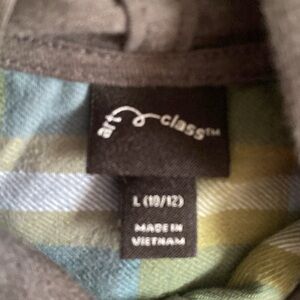 art class™
L (10/12)
MADE IN
VIETNAM